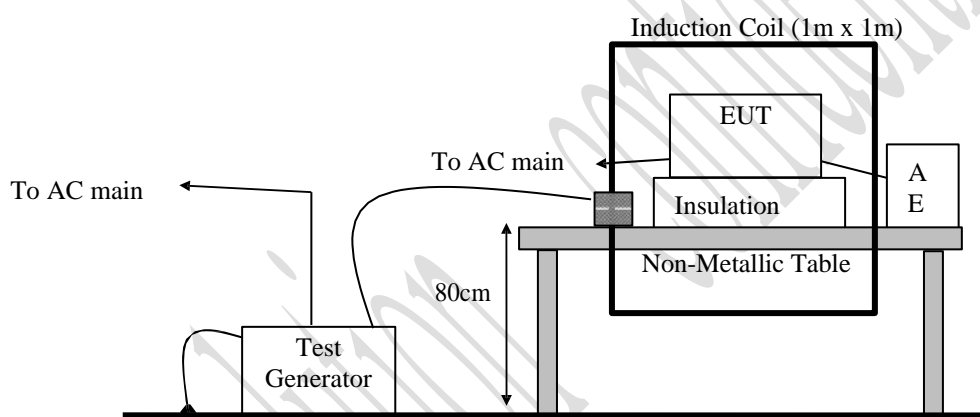 Induction Coil (1m x 1m)
EUT
To AC main
To AC main
A
E
Insulation
Non-Metallic Table
80cm
Test
Generator